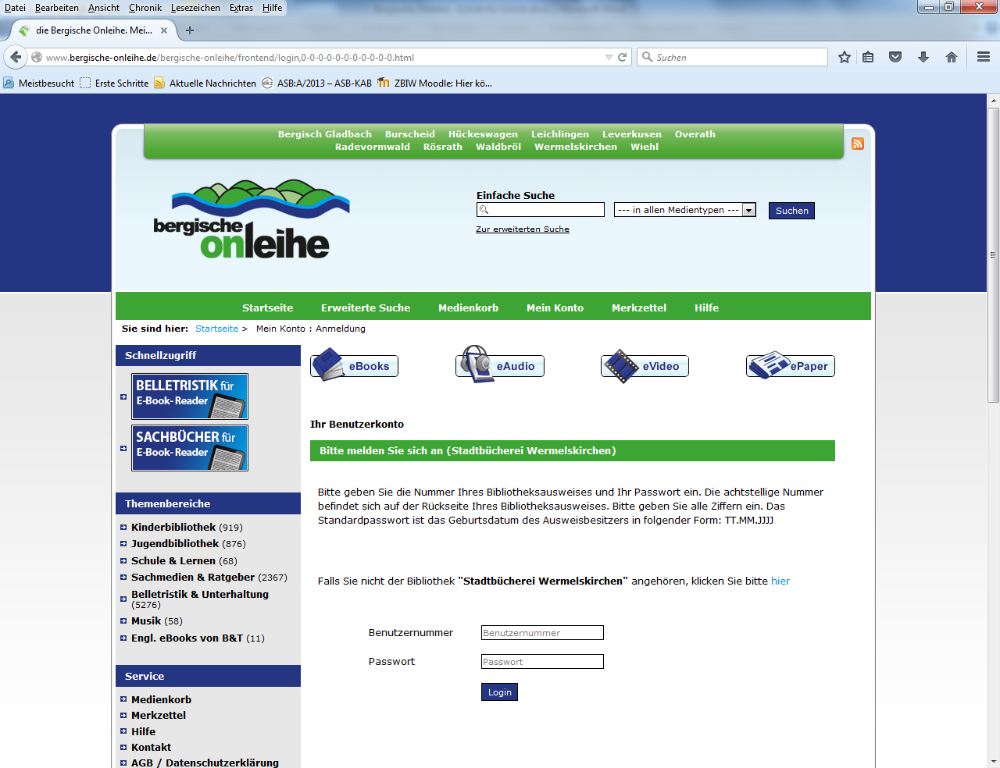 Datei Bearbeiten Ansicht Chronik Lesezeichen Extras Hilfe
die Bergische Onleihe. Mei...
www.bergische-onleihe.de/bergische-onleihe/frontend/login,0-0-0-0-0-0-0-0-0-0-0.html
Suchen
Meistbesucht Erste Schritte Aktuelle Nachrichten ekz ASB:A/2013 – ASB-KAB ZBIW Moodle: Hier kö...
Bergisch Gladbach Burscheid Hückeswagen Leichlingen Leverkusen Overath
Radevormwald Rösrath Waldbröl Wermelskirchen Wiehl
bergische
onleihe
Einfache Suche
--- in allen Medientypen --- Suchen
Zur erweiterten Suche
Startseite Erweiterte Suche Medienkorb Mein Konto Merkzettel Hilfe
Sie sind hier: Startseite > Mein Konto : Anmeldung
Schnellzugriff
BELLETRISTIK für
E-Book- Reader
SACHBÜCHER für
E-Book- Reader
Themenbereiche
Kinderbibliothek (919)
Jugendbibliothek (876)
Schule & Lernen (68)
Sachmedien & Ratgeber (2367)
Belletristik & Unterhaltung
(5276)
Musik (58)
Engl. eBooks von B&T (11)
Service
Medienkorb
Merkzettel
Hilfe
Kontakt
AGB / Datenschutzerklärung
eBooks eAudio eVideo ePaper
Ihr Benutzerkonto
Bitte melden Sie sich an (Stadtbücherei Wermelskirchen)
Bitte geben Sie die Nummer Ihres Bibliotheksausweises und Ihr Passwort ein. Die achtstellige Nummer
befindet sich auf der Rückseite Ihres Bibliotheksausweises. Bitte geben Sie alle Ziffern ein. Das
Standardpasswort ist das Geburtsdatum des Ausweisbesitzers in folgender Form: TT.MM.JJJJ
Falls Sie nicht der Bibliothek "Stadtbücherei Wermelskirchen" angehören, klicken Sie bitte hier
Benutzernummer Benutzernummer
Passwort Passwort
Login